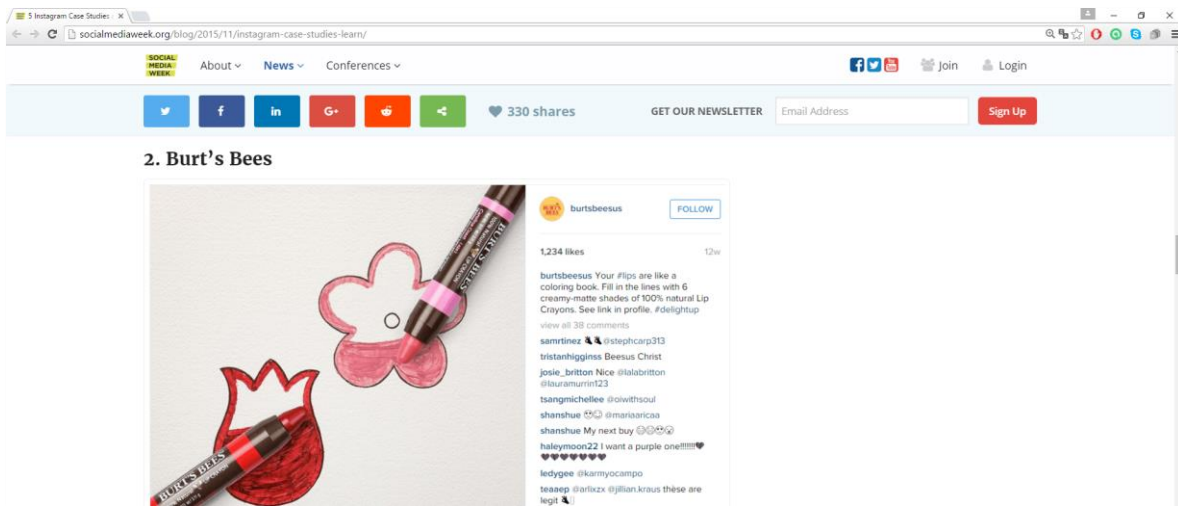 5 Instagram Case Studies
socialmediaweek.org/blog/2015/11/instagram-case-studies-learn/
SOCIAL
MEDIA
WEEK
About News Conferences
Join Login
f in G+
330 shares
GET OUR NEWSLETTER Email Address Sign Up
2. Burt’s Bees
burtsbeesus FOLLOW
1,234 likes 12w
burtsbeesus Your #lips are like a
coloring book. Fill in the lines with 6
creamy-matte shades of 100% natural Lip
Crayons. See link in profile. #delightup
view all 38 comments
samrtinez @stephcarp313
tristanhigginss Beesus Christ
josie_britton Nice @lalabritton
@lauramurrin123
tsangmichellee @oiwithsoul
shanshue @mariaaricaa
shanshue My next buy
haleymoon22 I want a purple one!!!!!!!
ledygee @karmyocampo
teaaep @arlixzx @jillian.kraus thèse are
legit
BURT'S BEES
BURT'S BEES